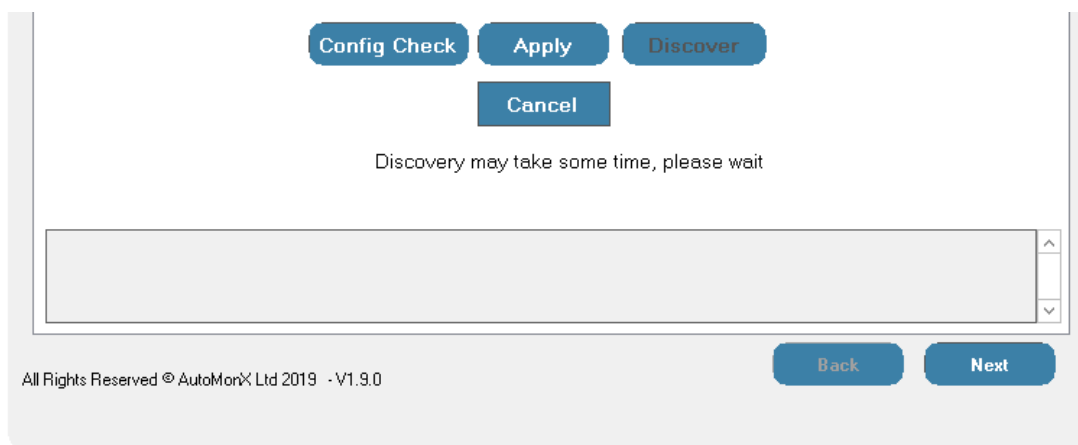 Config Check Apply Discover
Cancel
Discovery may take some time, please wait
Back Next
All Rights Reserved © AutoMonX Ltd 2019 - V1.9.0